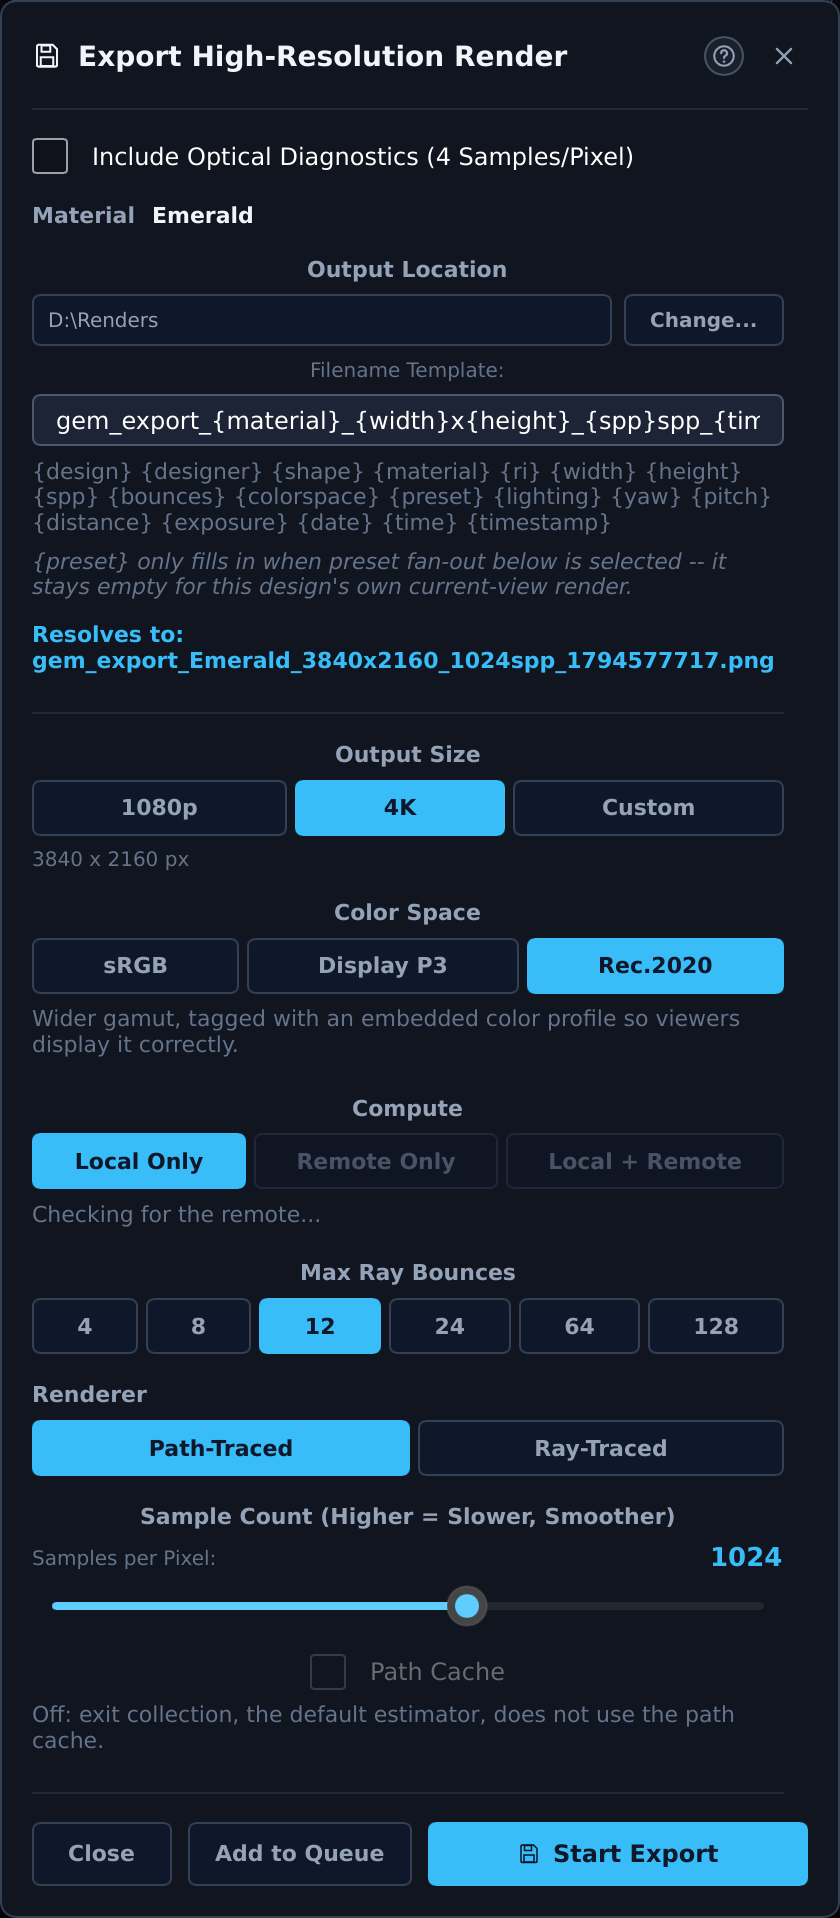 Export High-Resolution Render
Include Optical Diagnostics (4 Samples/Pixel)
Material Emerald
Output Location
D:\Renders
Change...
Filename Template:
gem_export_{material}_{width}x{height}_{spp}spp_{tim
{design} {designer} {shape} {material} {ri} {width} {height}
{spp} {bounces} {colorspace} {preset} {lighting} {yaw} {pitch}
{distance} {exposure} {date} {time} {timestamp}
{preset} only fills in when preset fan-out below is selected -- it
stays empty for this design's own current-view render.
Resolves to:
gem_export_Emerald_3840x2160_1024spp_1794577717.png
Output Size
1080p
4K
Custom
3840 x 2160 px
Color Space
sRGB
Display P3
Rec.2020
Wider gamut, tagged with an embedded color profile so viewers
display it correctly.
Compute
Local Only
Remote Only
Local + Remote
Checking for the remote...
Max Ray Bounces
4
8
12
24
64
128
Renderer
Path-Traced
Ray-Traced
Sample Count (Higher = Slower, Smoother)
Samples per Pixel:
1024
Path Cache
Off: exit collection, the default estimator, does not use the path
cache.
Close
Add to Queue
Start Export